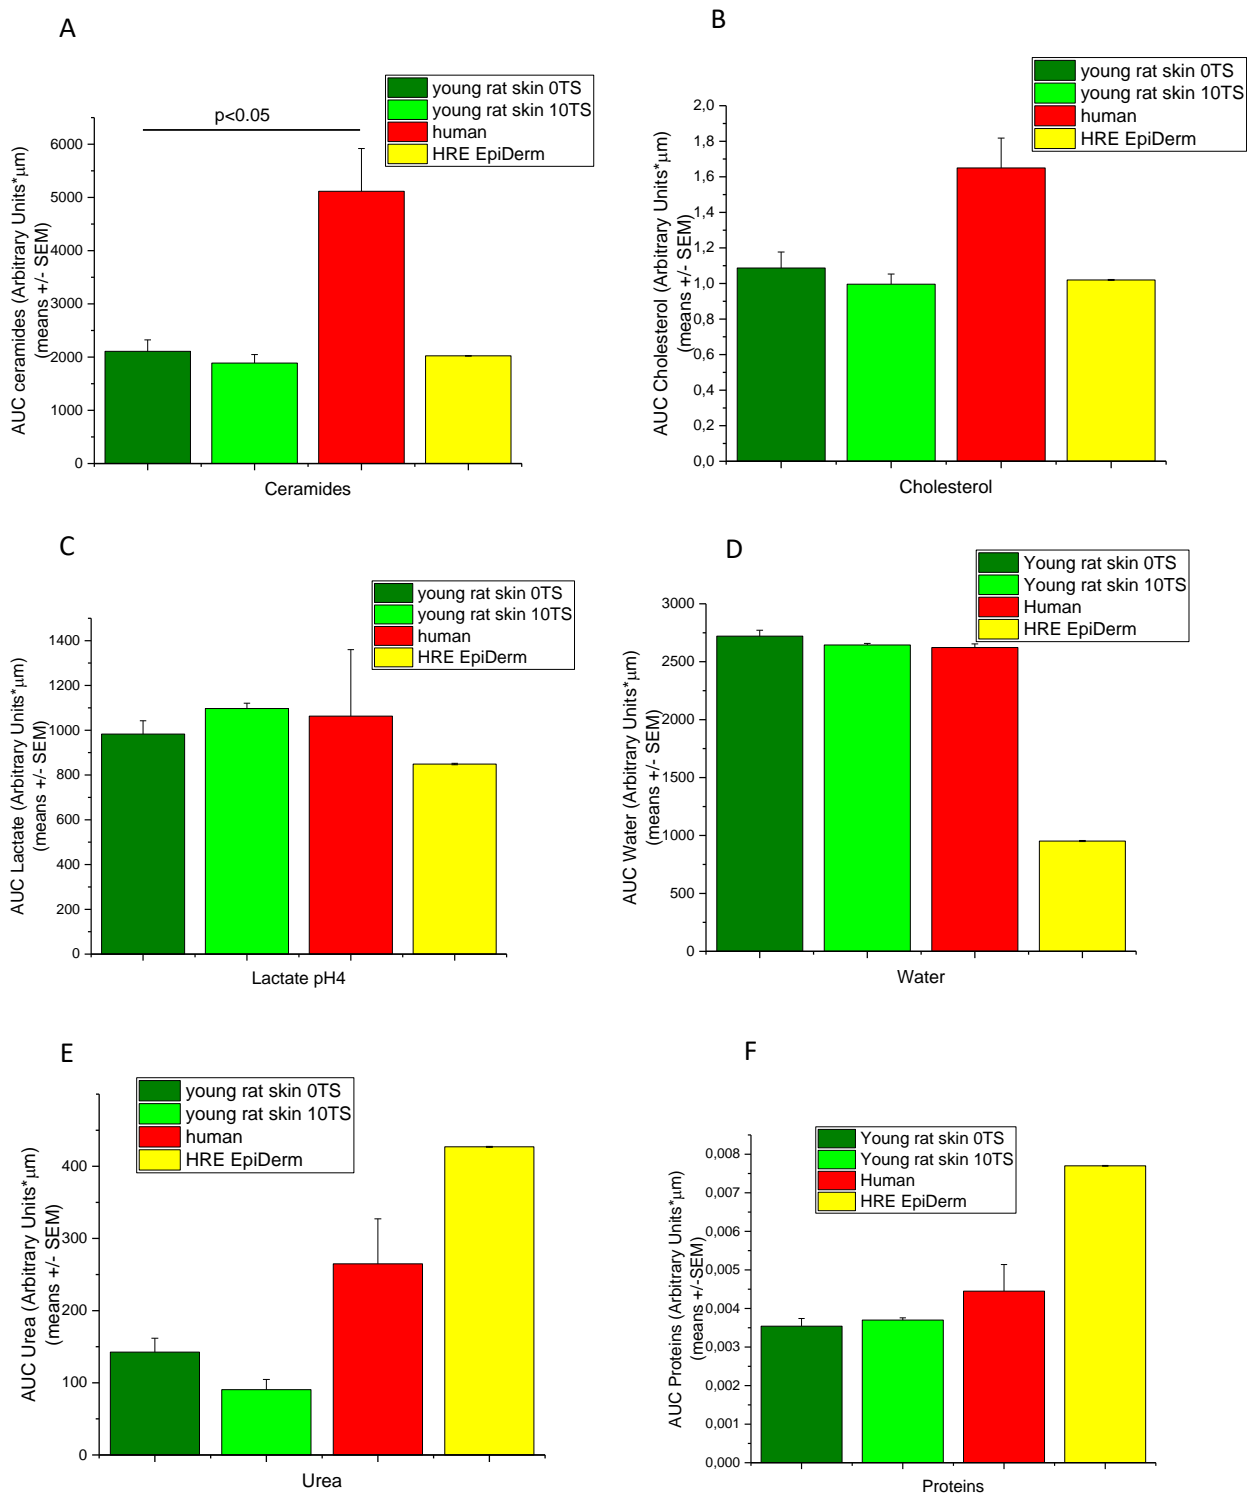 A
young rat skin 0TS
young rat skin 10TS
human
HRE EpiDerm
p<0.05
6000
5000
4000
3000
2000
1000
0
AUC ceramides (Arbitrary Units*μm)
(means +/- SEM)
Ceramides
B
young rat skin 0TS
young rat skin 10TS
human
HRE EpiDerm
2,0
1,8
1,6
1,4
1,2
1,0
0,8
0,6
0,4
0,2
0,0
AUC Cholesterol (Arbitrary Units*μm)
(means +/- SEM)
Cholesterol
C
young rat skin 0TS
young rat skin 10TS
human
HRE EpiDerm
1400
1200
1000
800
600
400
200
0
AUC Lactate (Arbitrary Units*μm)
(means +/- SEM)
Lactate pH4
D
Young rat skin 0TS
Young rat skin 10TS
Human
HRE EpiDerm
3000
2500
2000
1500
1000
500
0
AUC Water (Arbitrary Units*μm)
(means +/- SEM)
Water
E
young rat skin 0TS
young rat skin 10TS
human
HRE EpiDerm
400
300
200
100
0
AUC Urea (Arbitrary Units*μm)
(means +/- SEM)
Urea
F
Young rat skin 0TS
Young rat skin 10TS
Human
HRE EpiDerm
0,008
0,007
0,006
0,005
0,004
0,003
0,002
0,001
0,000
AUC Proteins (Arbitrary Units*μm)
(means +/-SEM)
Proteins